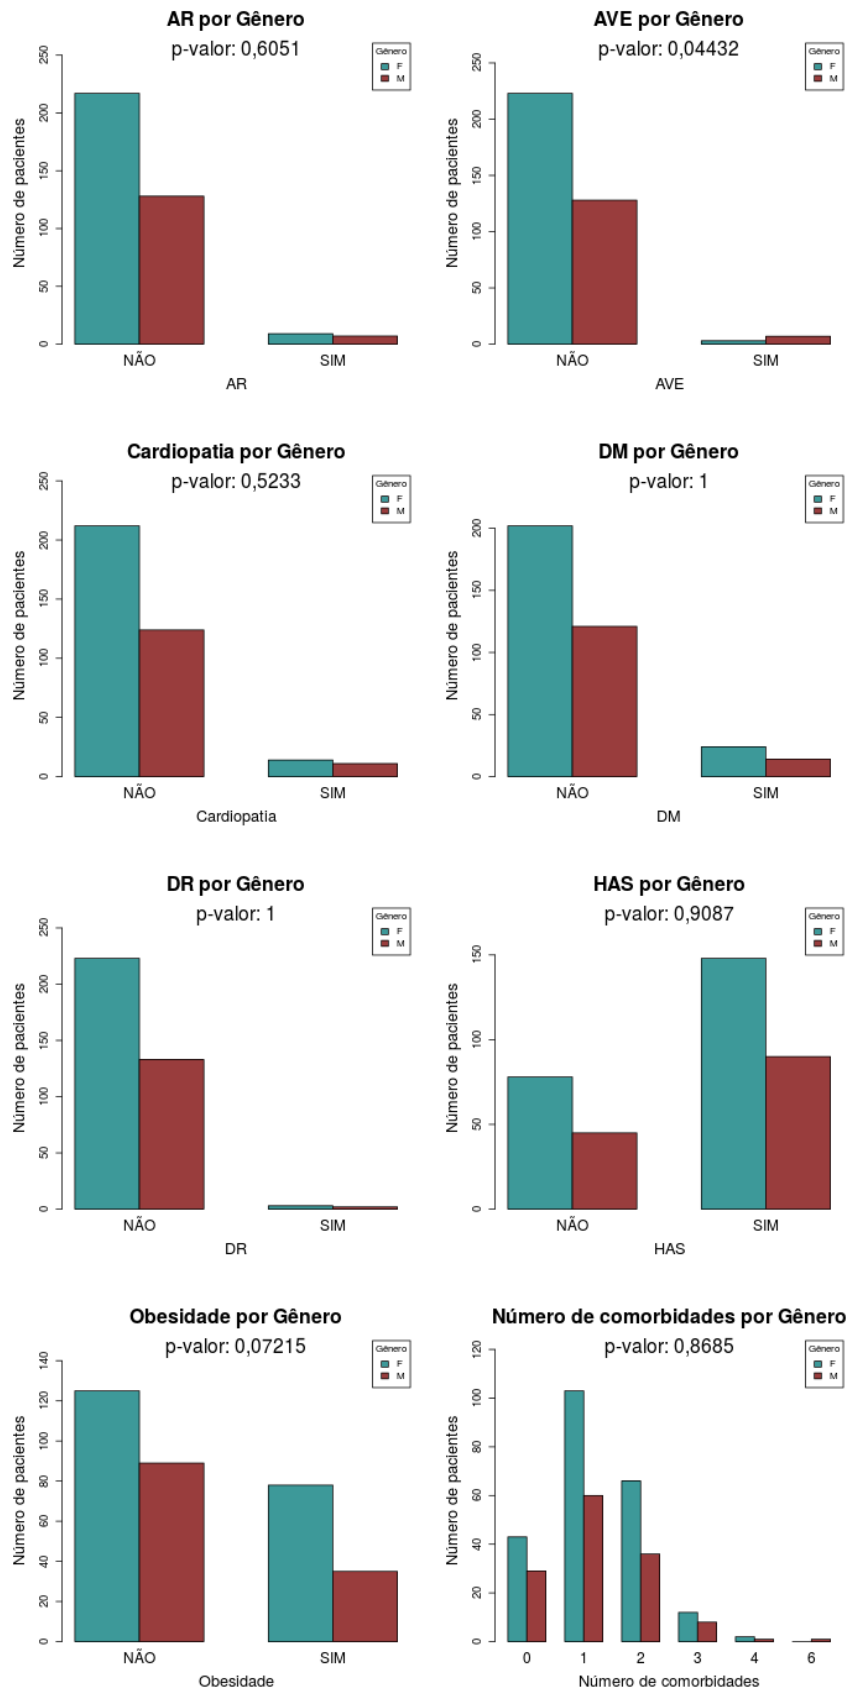 AR por Gênero
p-valor: 0,6051
Gênero
F
M
Número de pacientes
0
50
100
150
200
250
NÃO
SIM
AR
AVE por Gênero
p-valor: 0,04432
Gênero
F
M
Número de pacientes
0
50
100
150
200
250
NÃO
SIM
AVE
Cardiopatia por Gênero
p-valor: 0,5233
Gênero
F
M
Número de pacientes
0
50
100
150
200
250
NÃO
SIM
Cardiopatia
DM por Gênero
p-valor: 1
Gênero
F
M
Número de pacientes
0
50
100
150
200
NÃO
SIM
DM
DR por Gênero
p-valor: 1
Gênero
F
M
Número de pacientes
0
50
100
150
200
250
NÃO
SIM
DR
HAS por Gênero
p-valor: 0,9087
Gênero
F
M
Número de pacientes
0
50
100
150
NÃO
SIM
HAS
Obesidade por Gênero
p-valor: 0,07215
Gênero
F
M
Número de pacientes
0
20
40
60
80
100
120
140
NÃO
SIM
Obesidade
Número de comorbidades por Gênero
p-valor: 0,8685
Gênero
F
M
Número de pacientes
0
20
40
60
80
100
120
0 1 2 3 4 6
Número de comorbidades